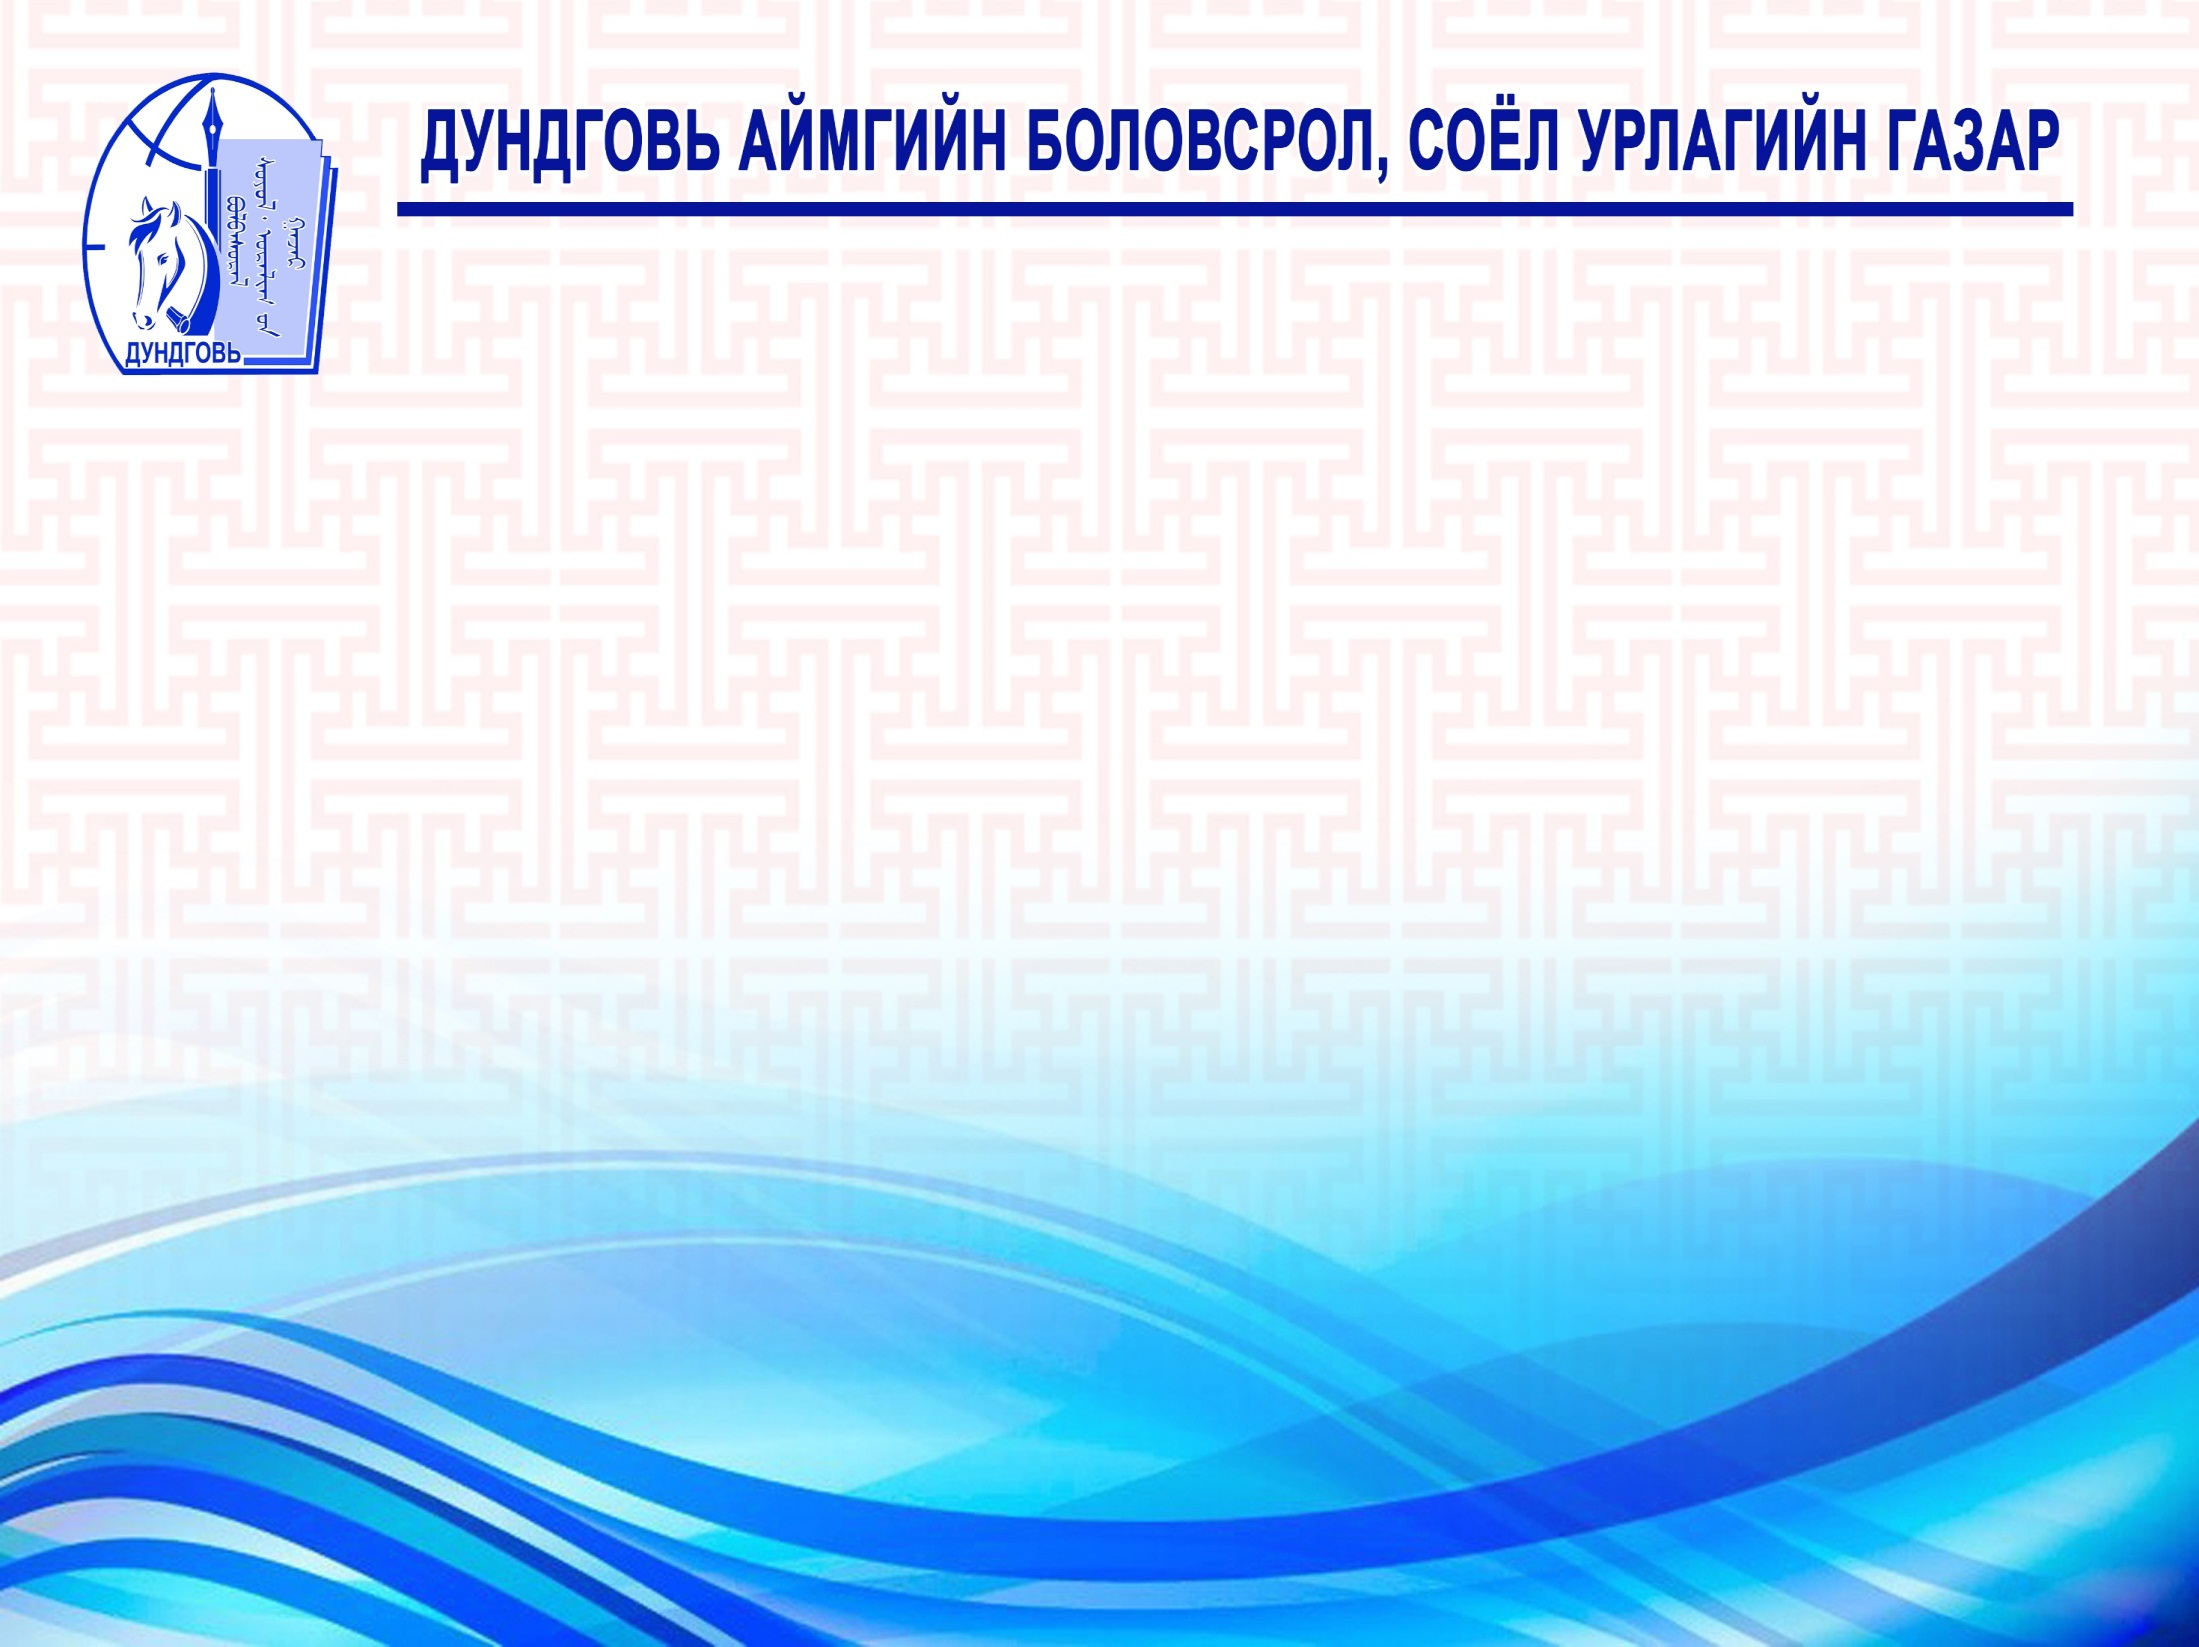 ДУНДГОВЬ АЙМГИЙН БОЛОВСРОЛ, СОЁЛ УРЛАГИЙН ГАЗАР
ДУНДГОВЬ